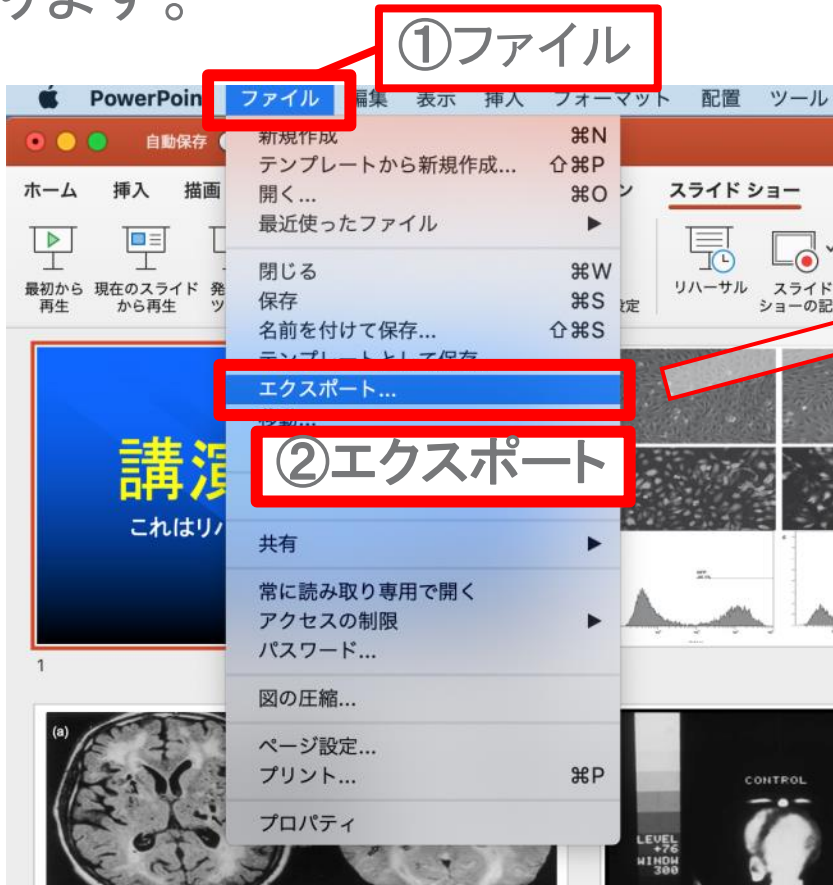 ります。
①ファイル
PowerPoin ファイル 編集 表示 挿入 フォーマット 配置 ツール
自動保存
ホーム 挿入 描画 ン スライド ショー
最初から
再生
現在のスライド
から再生
発
ツ
定
リハーサル
スライド
ショーの記
新規作成 ⌘N
テンプレートから新規作成... ⇧⌘P
開く... ⌘O
最近使ったファイル ▶
閉じる ⌘W
保存 ⌘S
名前を付けて保存... ⇧⌘S
テンプレートとして保存
エクスポート...
移動...
②エクスポート
共有 ▶
常に読み取り専用で開く
アクセスの制限 ▶
パスワード...
図の圧縮...
ページ設定...
プリント... ⌘P
プロパティ
講演
これはリハ
1
(a)
CONTROL
LEVEL
+76
WINDW
300